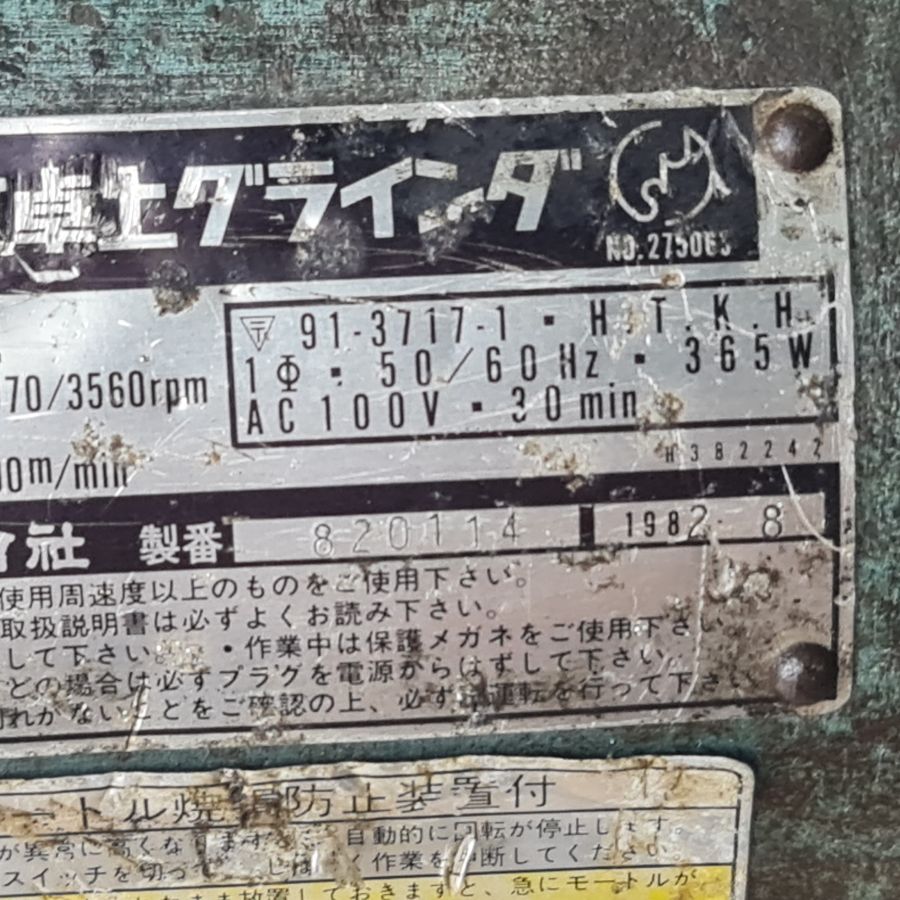 卓上グラインダ
NO.2750
〒 91-3717-1・H.T.K.H.
70/3560rpm
1Φ・50/60Hz・365W
AC100V・30min
0m/min
H382242
社 製番 820114 1982.8
使用周速度以上のものをご使用下さい。
取扱説明書は必ずよくお読み下さい。
して下さい。・作業中は保護メガネをご使用下さい
どの場合は必ずプラグを電源からはずして下さい
れがないことをご確認の上、必ず試運転を行って下さい
ートル焼損防止装置付
が異常に高くなります 自動的に回転が停止します。
スイッチを切って しばらく作業を中断してください。
放置しておきますと、急にモートルが